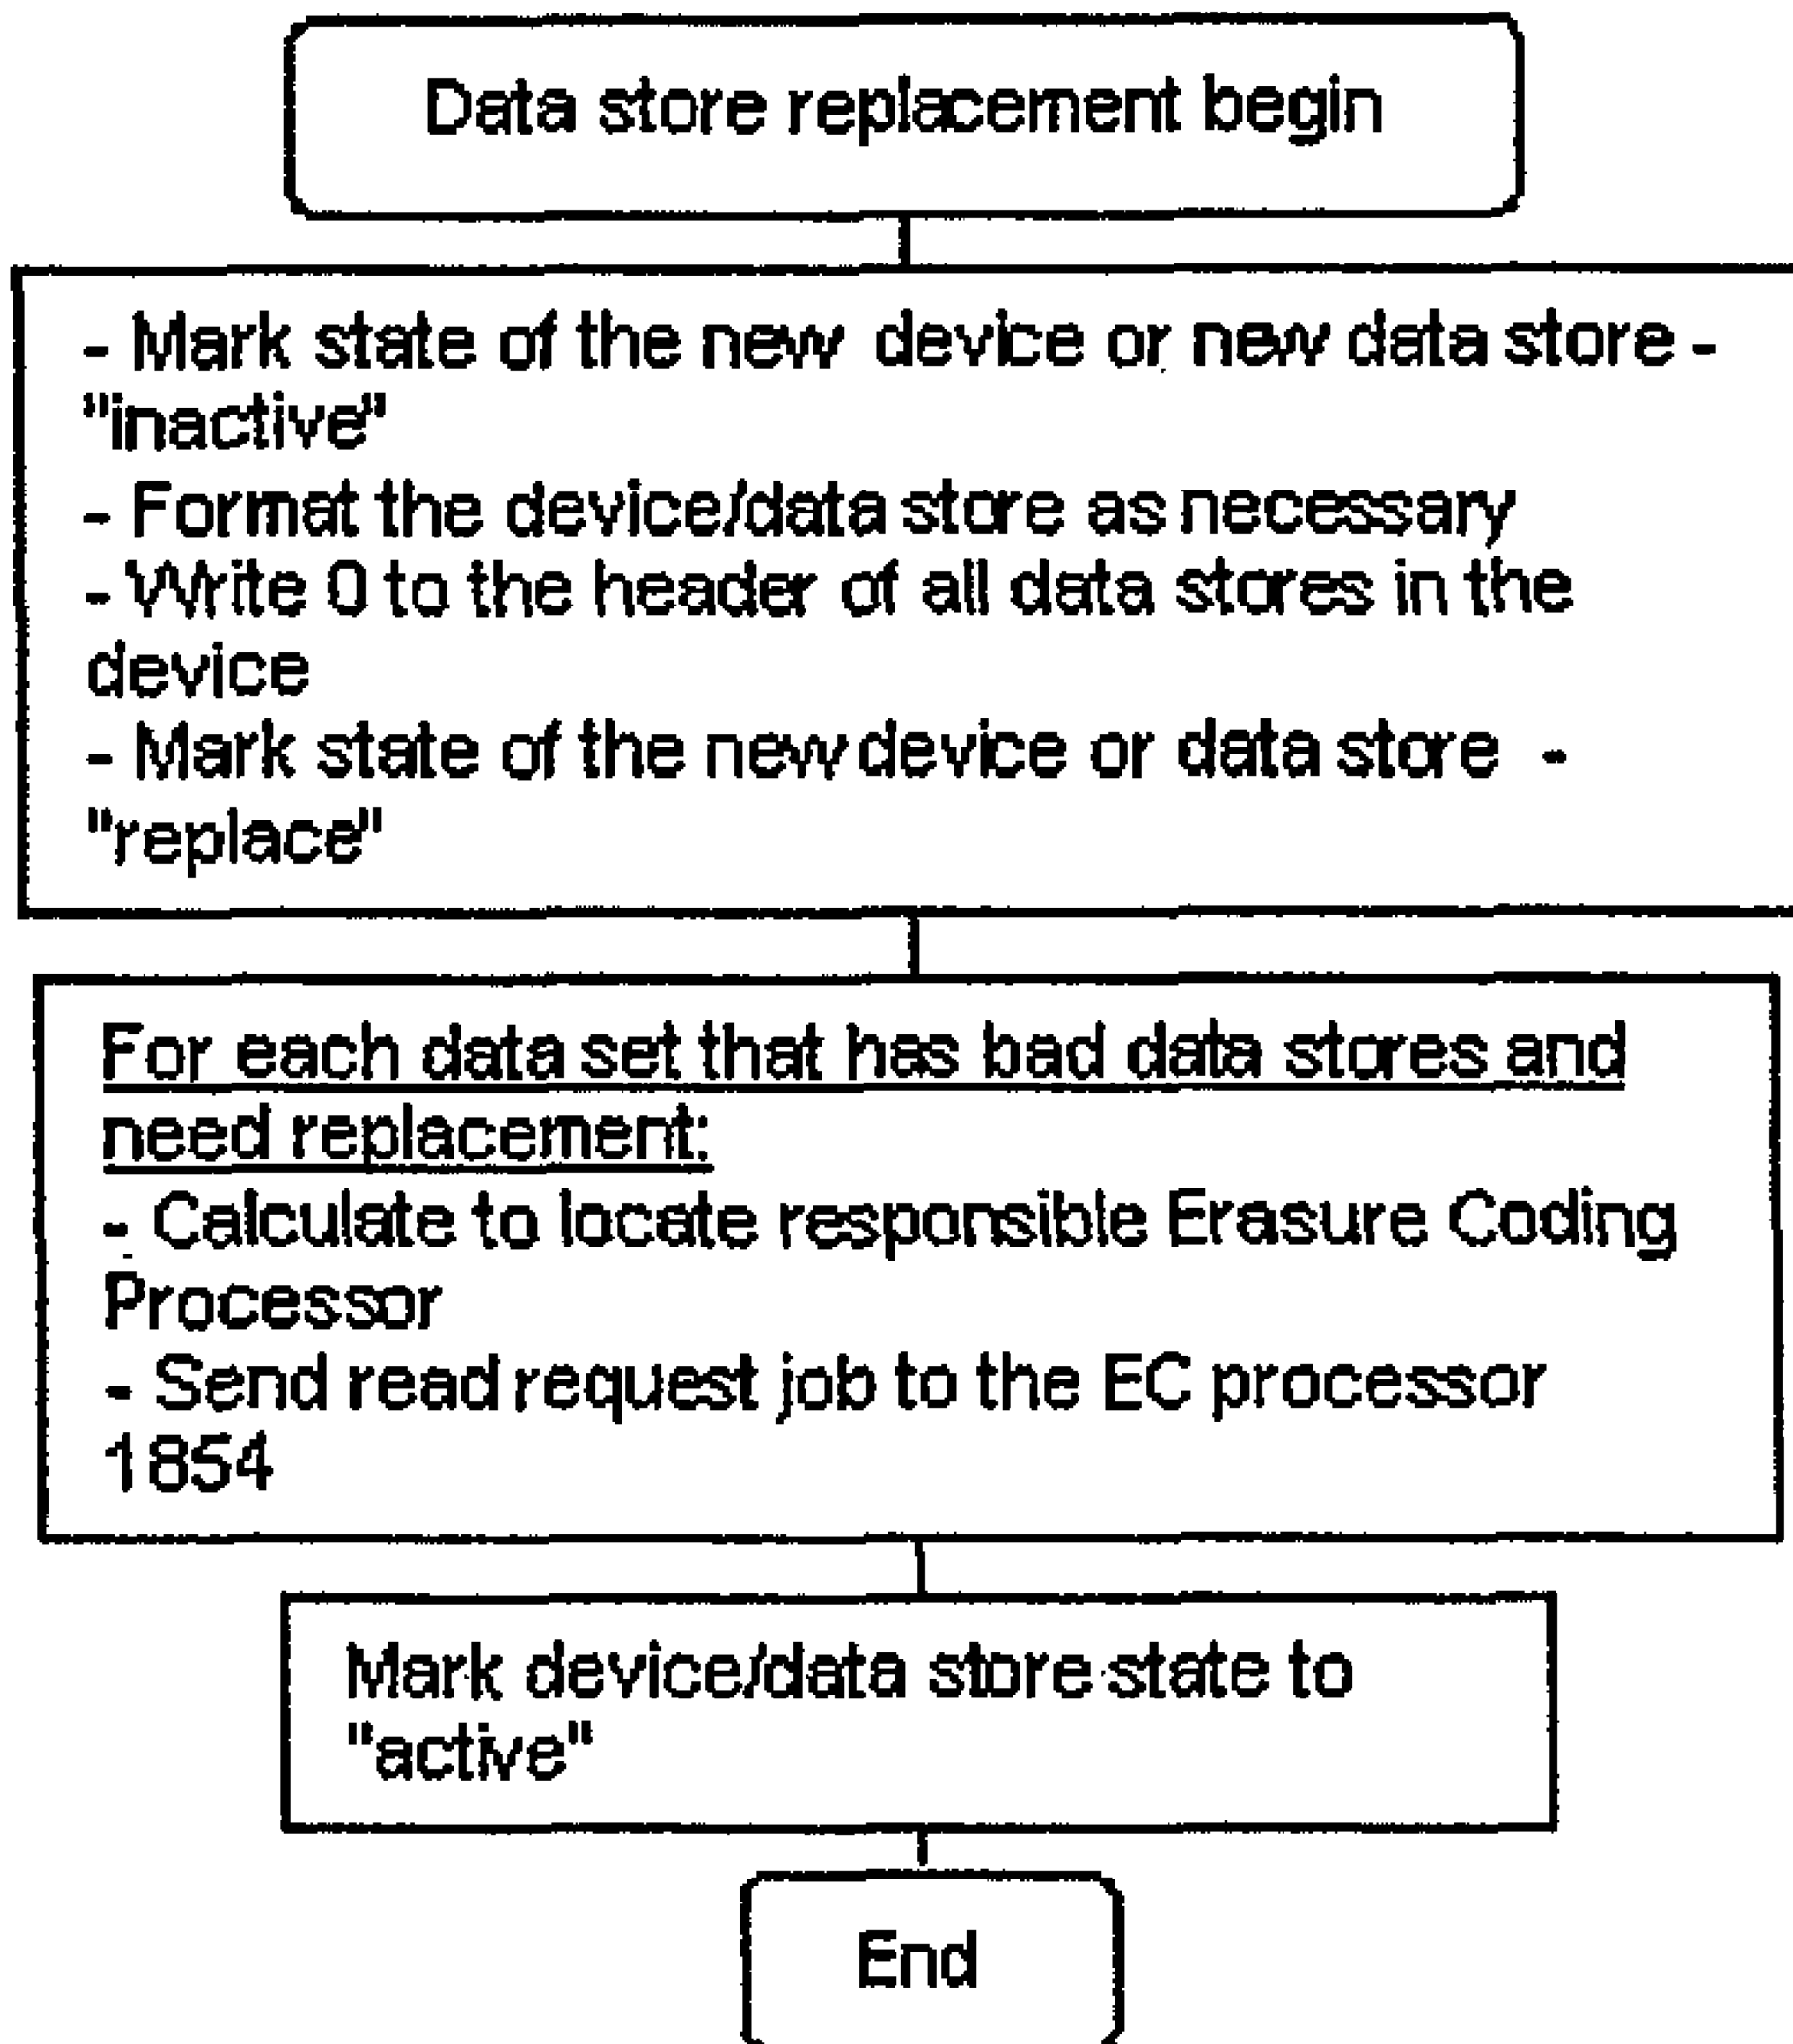 Data store replacement begin
- Mark state of the new device or new data store -
"inactive"
- Format the device/data store as necessary
- Write 0 to the header of all data stores in the
device
- Mark state of the new device or data store -
"replace"
For each data set that has bad data stores and
need replacement:
- Calculate to locate responsible Erasure Coding
Processor
- Send read request job to the EC processor
1854
Mark device/data store state to
"active"
End